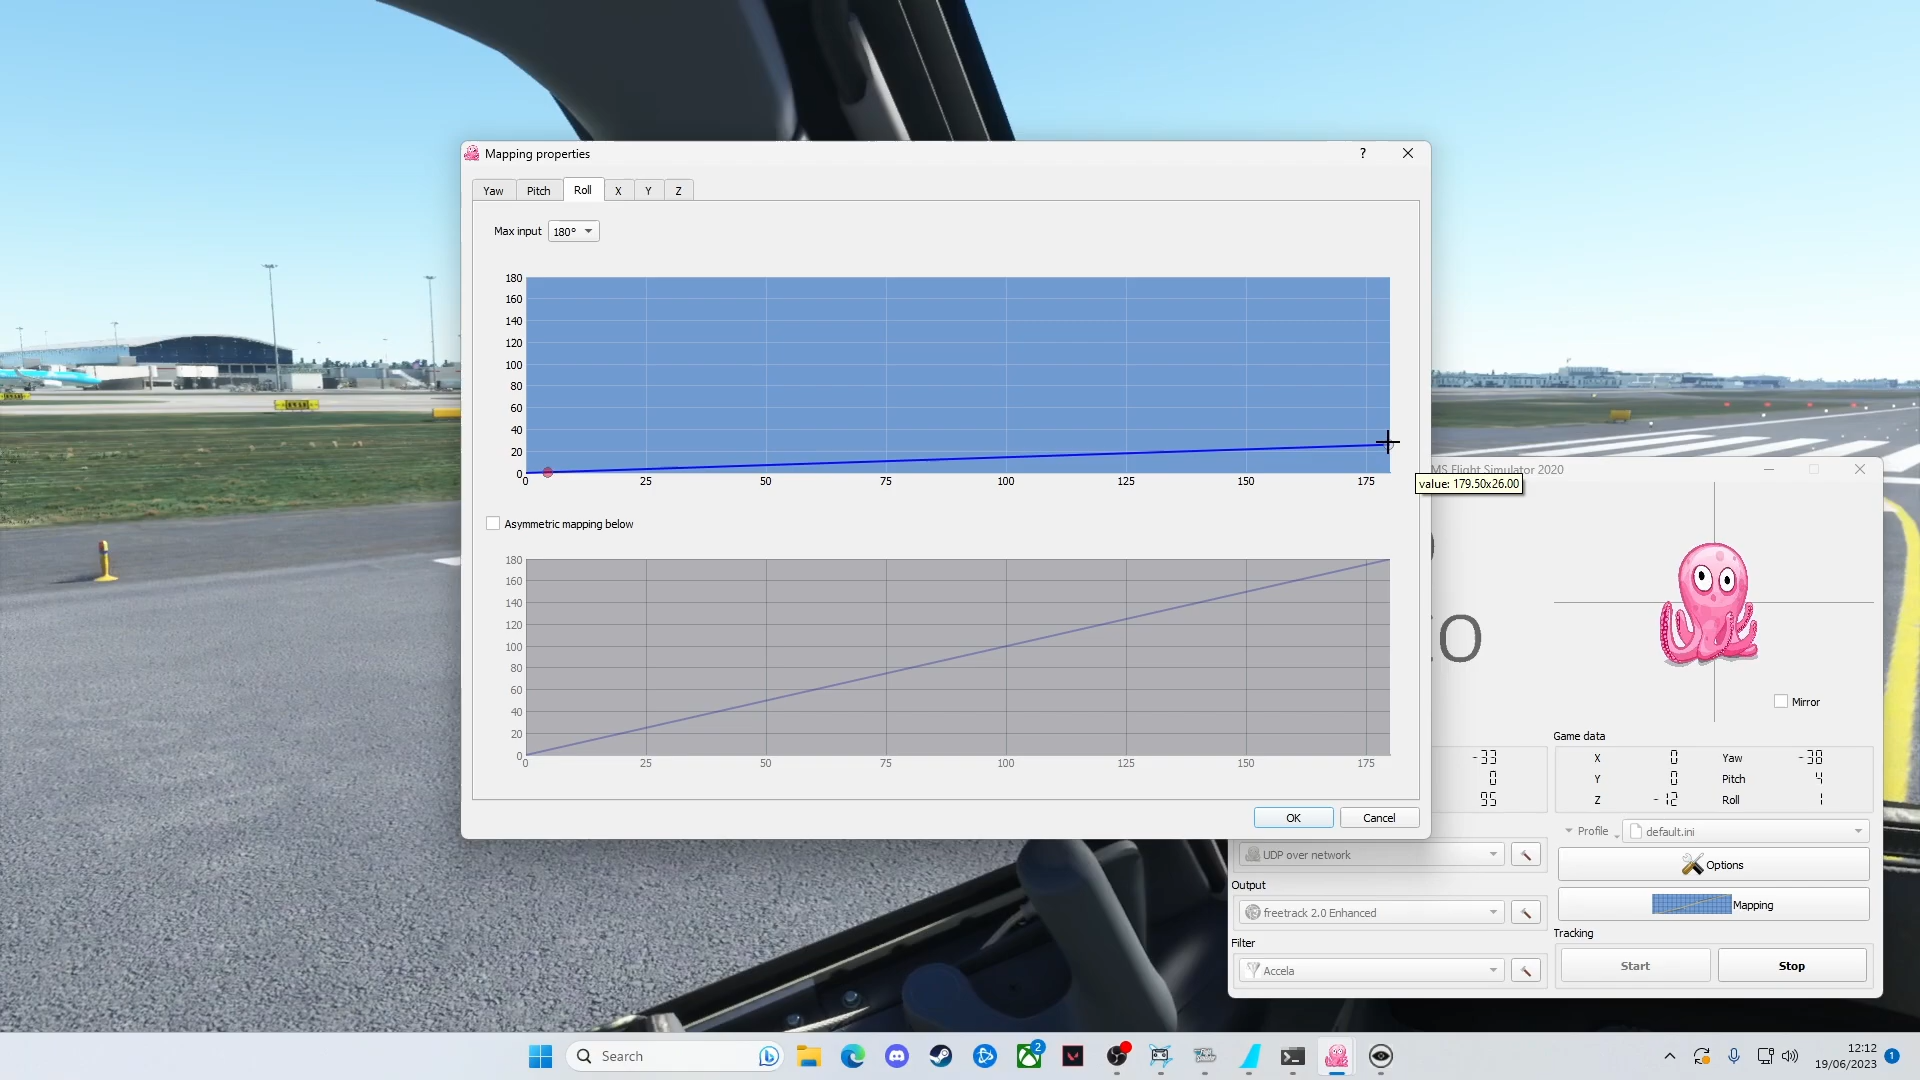 Mapping properties
?
Yaw Pitch Roll X Y Z
Max input 180°
180
160
140
120
100
80
60
40
20
0
0 25 50 75 100 125 150 175
value: 179.50x26.00
Asymmetric mapping below
180
160
140
120
100
80
60
40
20
0
0 25 50 75 100 125 150 175
OK Cancel
MS Flight Simulator 2020
Mirror
Game data
-33 X 0 Yaw -38
0 Y 0 Pitch 4
95 Z -12 Roll 1
Profile default.ini
UDP over network
Options
Output
freetrack 2.0 Enhanced
Mapping
Filter
Tracking
Accela
Start Stop
Search
2
12:12
19/06/2023
1